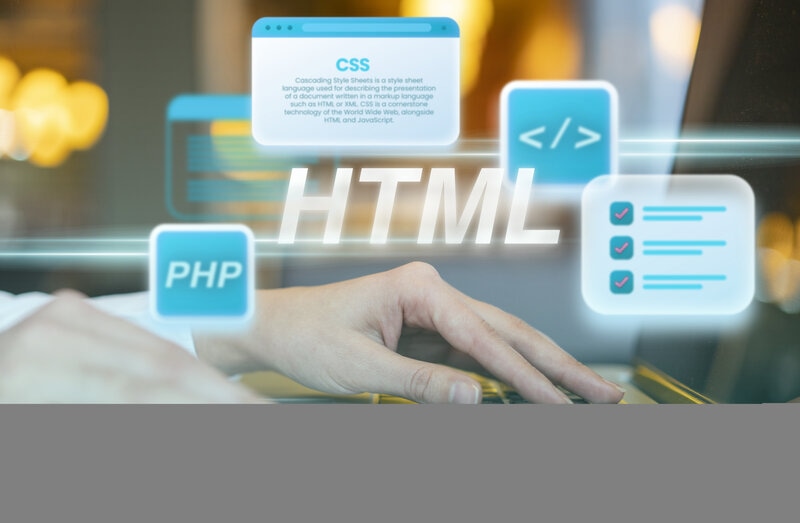 CSS
Cascading Style Sheets is a style sheet
language used for describing the presentation
of a document written in a markup language
such as HTML or XML. CSS is a cornerstone
technology of the World Wide Web, alongside
HTML and JavaScript.
</>
HTML
PHP